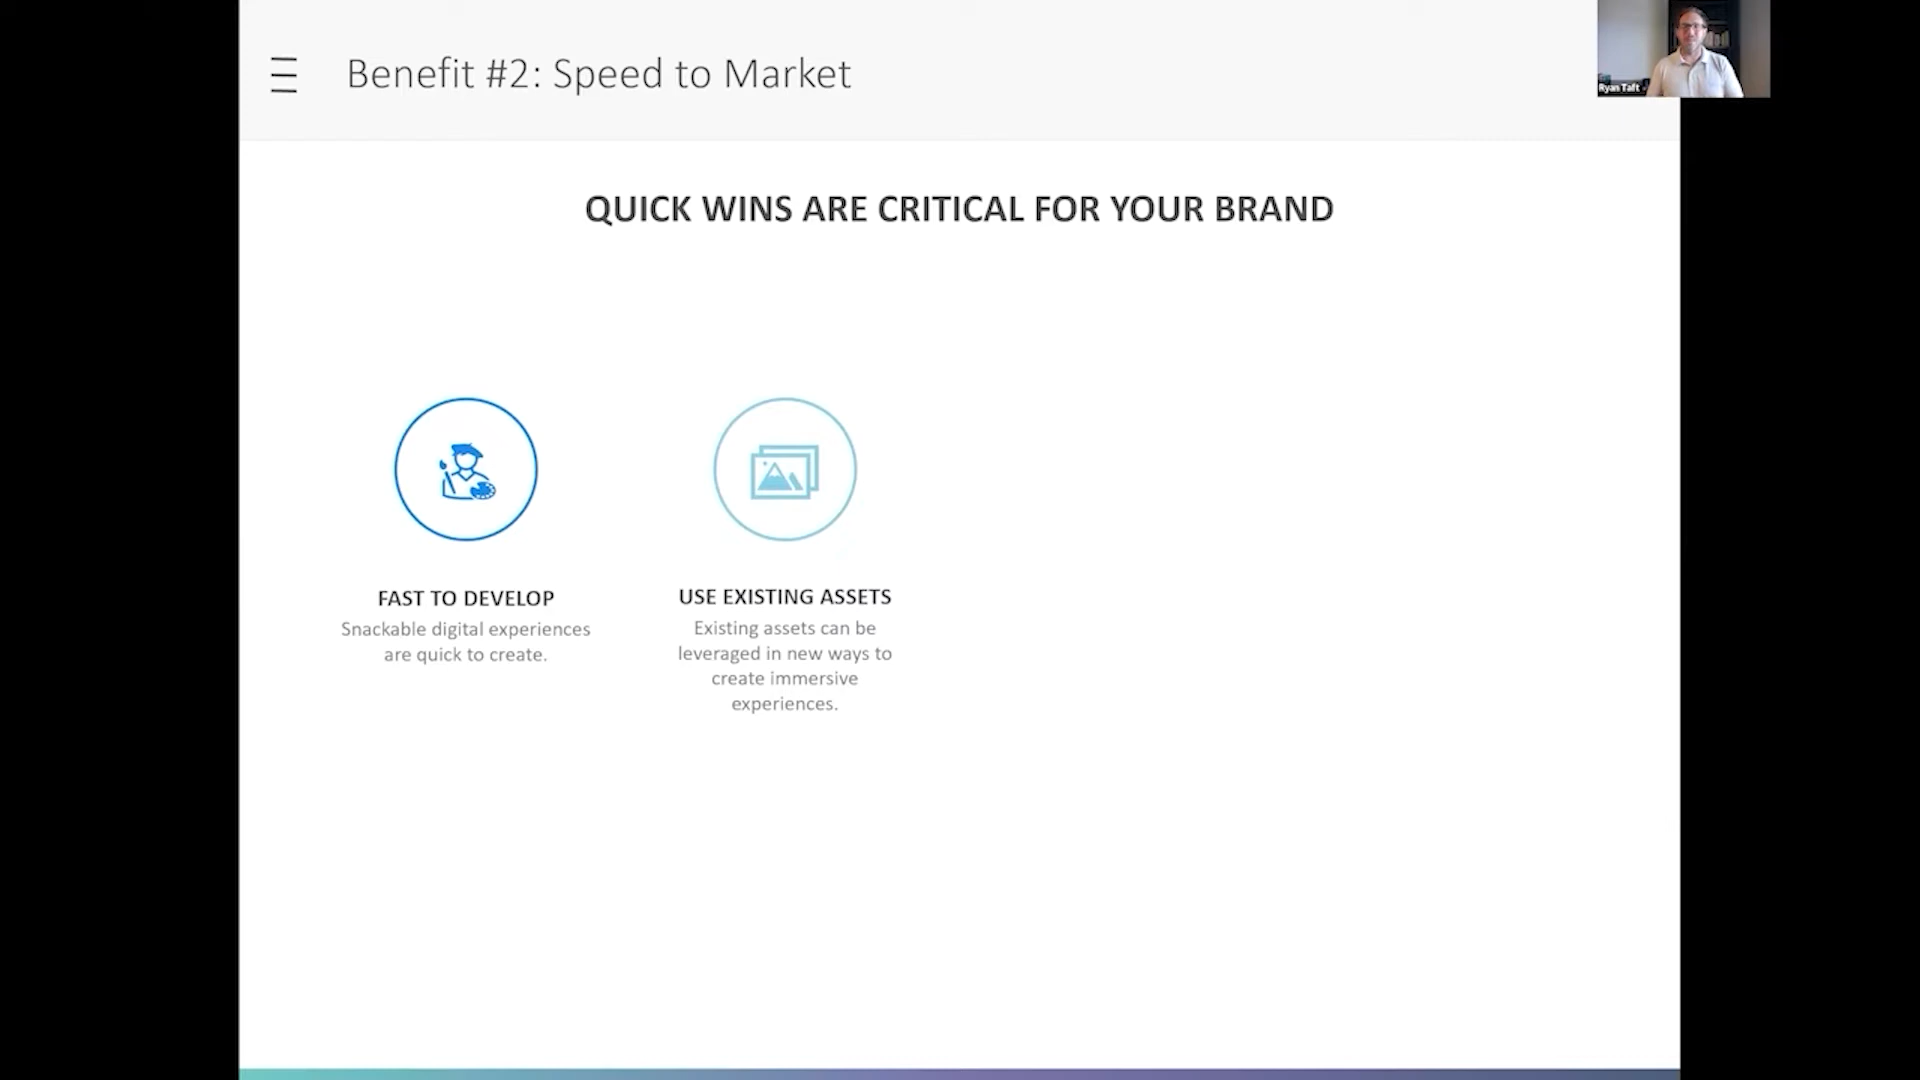 Benefit #2: Speed to Market
Ryan Taft
QUICK WINS ARE CRITICAL FOR YOUR BRAND
FAST TO DEVELOP
Snackable digital experiences
are quick to create.
USE EXISTING ASSETS
Existing assets can be
leveraged in new ways to
create immersive
experiences.